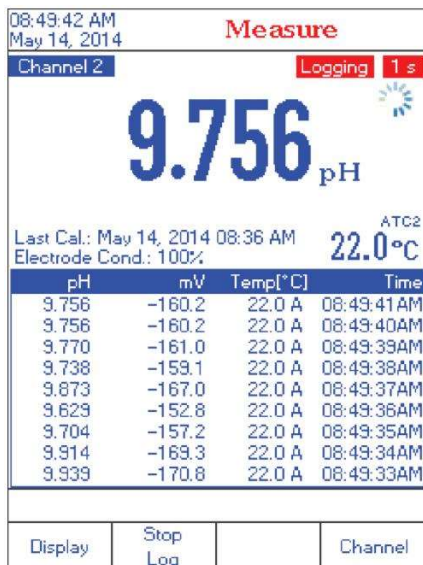 08:49:42 AM
May 14, 2014
Measure
Channel 2
Logging 1 s
9.756 pH
ATC2
22.0°C
Last Cal.: May 14, 2014 08:36 AM
Electrode Cond.: 100%
pH mV Temp[°C] Time
9.756 -160.2 22.0 A 08:49:41AM
9.756 -160.2 22.0 A 08:49:40AM
9.770 -161.0 22.0 A 08:49:39AM
9.738 -159.1 22.0 A 08:49:38AM
9.873 -167.0 22.0 A 08:49:37AM
9.629 -152.8 22.0 A 08:49:36AM
9.704 -157.2 22.0 A 08:49:35AM
9.914 -169.3 22.0 A 08:49:34AM
9.939 -170.8 22.0 A 08:49:33AM
Display
Stop
Log
Channel